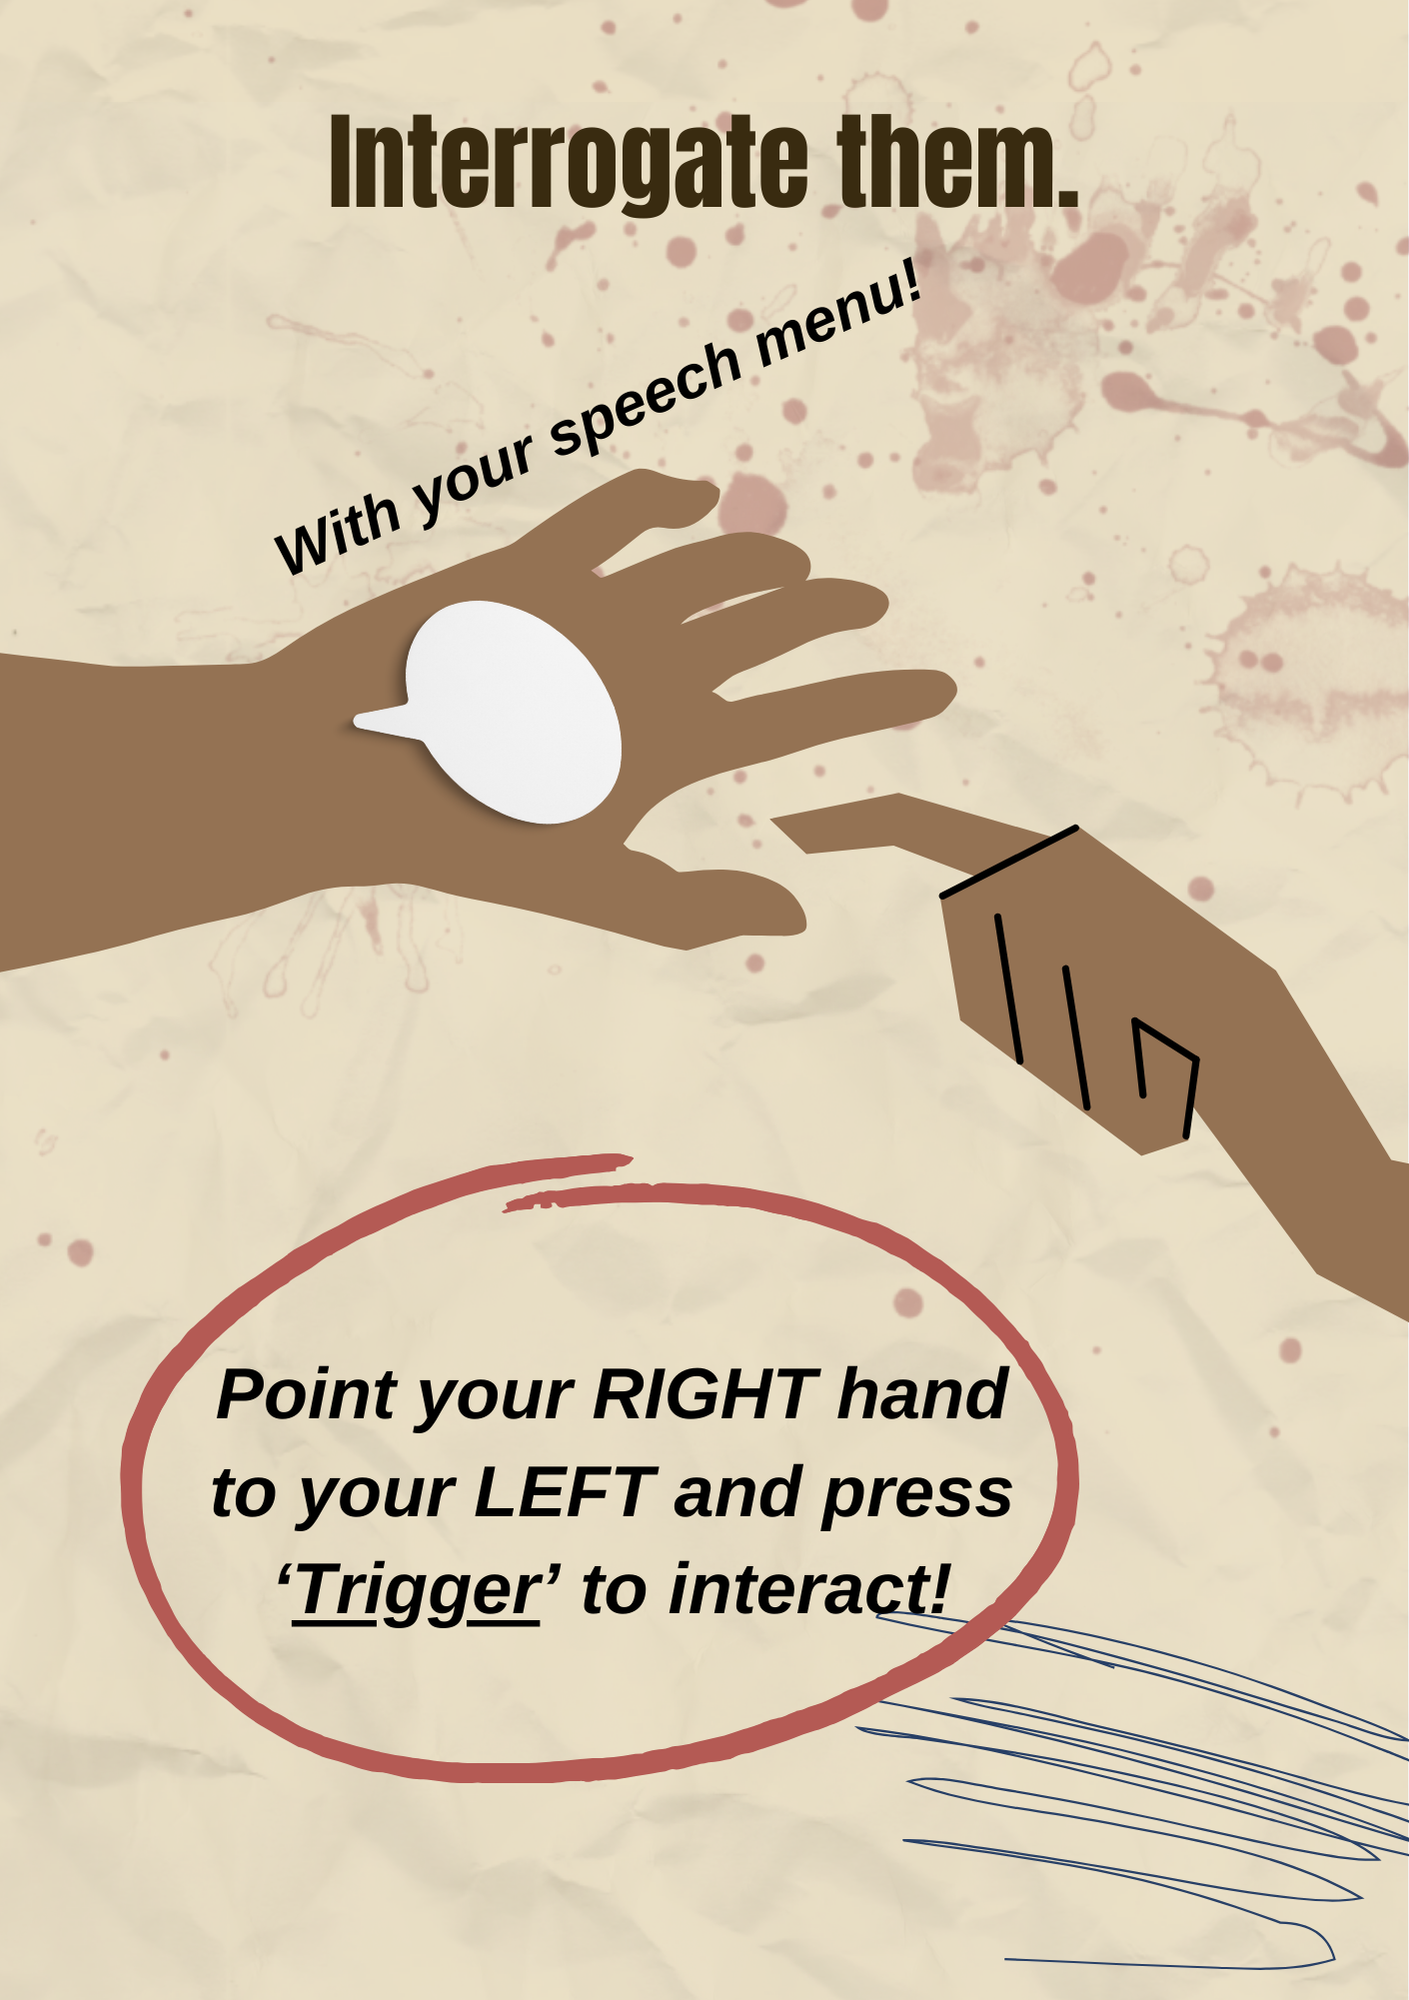 Interrogate them.
With your speech menu!
Point your RIGHT hand
to your LEFT and press
‘Trigger’ to interact!